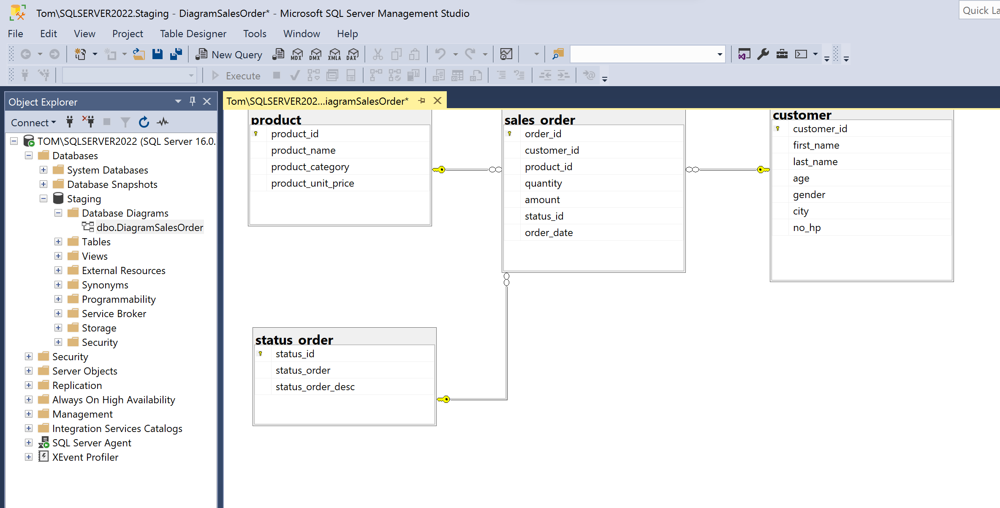 Tom\SQLSERVER2022.Staging - DiagramSalesOrder* - Microsoft SQL Server Management Studio
Quick La
File Edit View Project Table Designer Tools Window Help
New Query MDX DMX XMLA DAX
Execute
Object Explorer
Tom\SQLSERVER202...iagramSalesOrder*
Connect
TOM\SQLSERVER2022 (SQL Server 16.0.
Databases
System Databases
Database Snapshots
Staging
Database Diagrams
dbo.DiagramSalesOrder
Tables
Views
External Resources
Synonyms
Programmability
Service Broker
Storage
Security
Security
Server Objects
Replication
Always On High Availability
Management
Integration Services Catalogs
SQL Server Agent
XEvent Profiler
product
product_id
product_name
product_category
product_unit_price
sales_order
order_id
customer_id
product_id
quantity
amount
status_id
order_date
customer
customer_id
first_name
last_name
age
gender
city
no_hp
status_order
status_id
status_order
status_order_desc